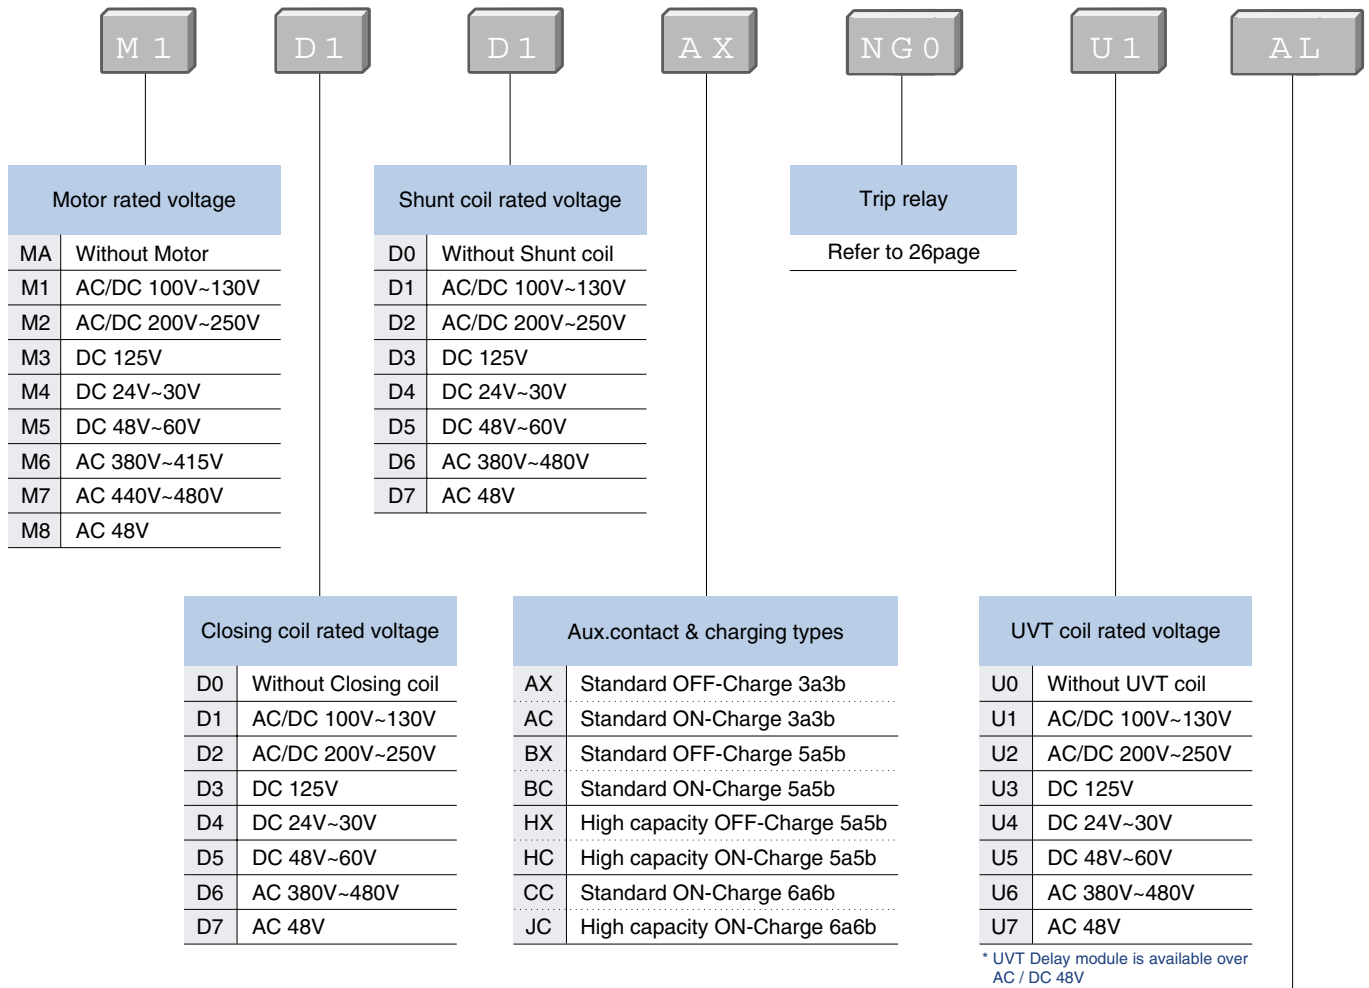 M1 D1 D1 AX NG0 U1 AL
Motor rated voltage
MA Without Motor
M1 AC/DC 100V~130V
M2 AC/DC 200V~250V
M3 DC 125V
M4 DC 24V~30V
M5 DC 48V~60V
M6 AC 380V~415V
M7 AC 440V~480V
M8 AC 48V
Shunt coil rated voltage
D0 Without Shunt coil
D1 AC/DC 100V~130V
D2 AC/DC 200V~250V
D3 DC 125V
D4 DC 24V~30V
D5 DC 48V~60V
D6 AC 380V~480V
D7 AC 48V
Trip relay
Refer to 26page
Closing coil rated voltage
D0 Without Closing coil
D1 AC/DC 100V~130V
D2 AC/DC 200V~250V
D3 DC 125V
D4 DC 24V~30V
D5 DC 48V~60V
D6 AC 380V~480V
D7 AC 48V
Aux.contact & charging types
AX Standard OFF-Charge 3a3b
AC Standard ON-Charge 3a3b
BX Standard OFF-Charge 5a5b
BC Standard ON-Charge 5a5b
HX High capacity OFF-Charge 5a5b
HC High capacity ON-Charge 5a5b
CC Standard ON-Charge 6a6b
JC High capacity ON-Charge 6a6b
UVT coil rated voltage
U0 Without UVT coil
U1 AC/DC 100V~130V
U2 AC/DC 200V~250V
U3 DC 125V
U4 DC 24V~30V
U5 DC 48V~60V
U6 AC 380V~480V
U7 AC 48V
* UVT Delay module is available over
AC / DC 48V